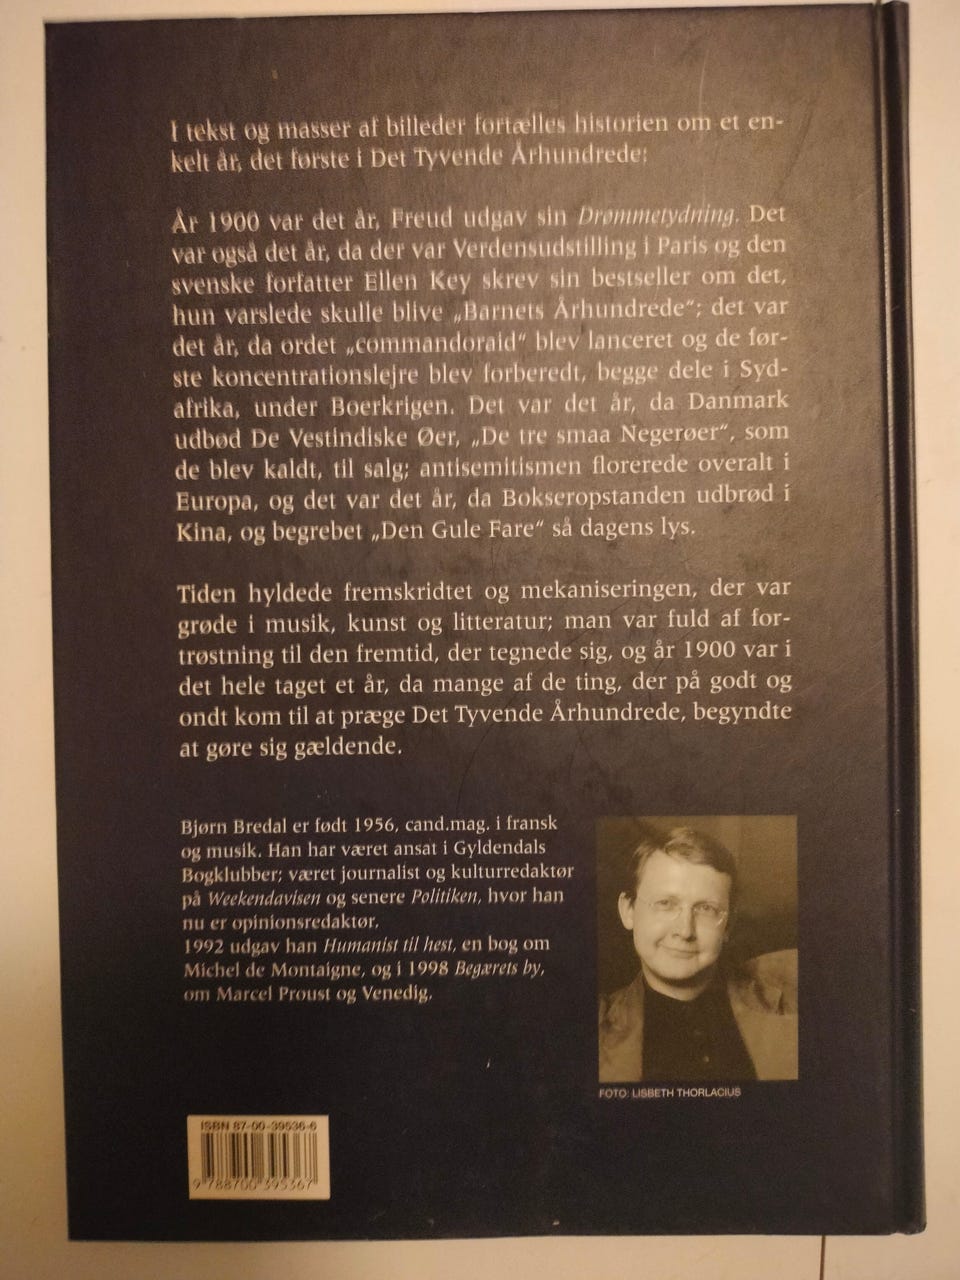 I tekst og masser af billeder fortælles historien om et en-
kelt år, det første i Det Tyvende Århundrede:
År 1900 var det år, Freud udgav sin Drømmetydning. Det
var også det år, da der var Verdensudstilling i Paris og den
svenske forfatter Ellen Key skrev sin bestseller om det,
hun varslede skulle blive „Barnets Århundrede“; det var
det år, da ordet „commandoraid“ blev lanceret og de før-
ste koncentrationslejre blev forberedt, begge dele i Syd-
afrika, under Boerkrigen. Det var det år, da Danmark
udbød De Vestindiske Øer, „De tre smaa Negerøer“, som
de blev kaldt, til salg; antisemitismen florerede overalt i
Europa, og det var det år, da Bokseropstanden udbrød i
Kina, og begrebet „Den Gule Fare“ så dagens lys.
Tiden hyldede fremskridtet og mekaniseringen, der var
grøde i musik, kunst og litteratur; man var fuld af for-
trøstning til den fremtid, der tegnede sig, og år 1900 var i
det hele taget et år, da mange af de ting, der på godt og
ondt kom til at præge Det Tyvende Århundrede, begyndte
at gøre sig gældende.
Bjørn Bredal er født 1956, cand.mag. i fransk
og musik. Han har været ansat i Gyldendals
Bogklubber; været journalist og kulturredaktør
på Weekendavisen og senere Politiken, hvor han
nu er opinionsredaktør.
1992 udgav han Humanist til hest, en bog om
Michel de Montaigne, og i 1998 Begærets by,
om Marcel Proust og Venedig.
FOTO: LISBETH THORLACIUS
ISBN 87-00-39536-6
9 788700 395367